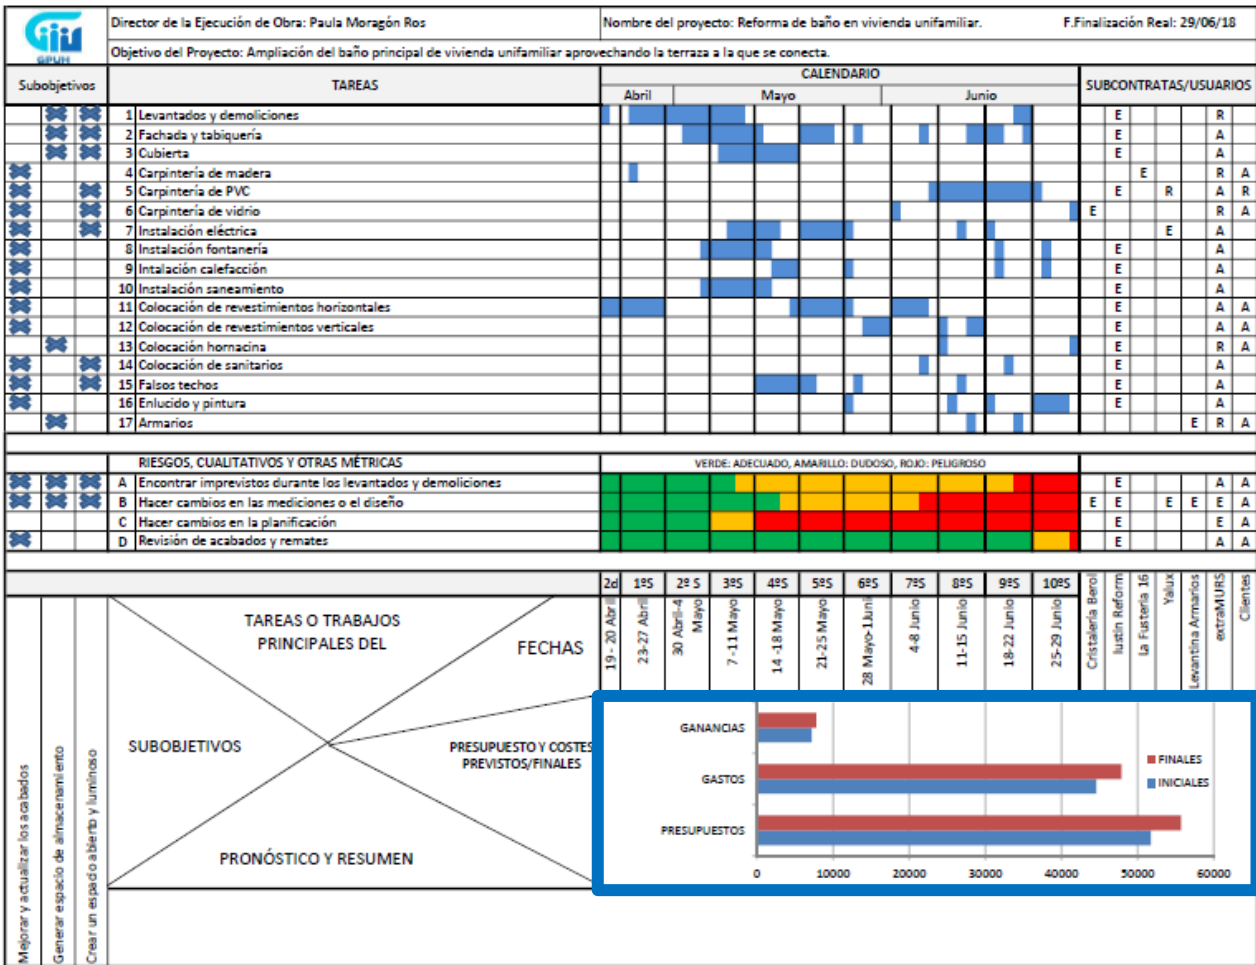 GPUH
Director de la Ejecución de Obra: Paula Moragón Ros
Nombre del proyecto: Reforma de baño en vivienda unifamiliar.
F.Finalización Real: 29/06/18
Objetivo del Proyecto: Ampliación del baño principal de vivienda unifamiliar aprovechando la terraza a la que se conecta.
Subobjetivos
TAREAS
CALENDARIO
SUBCONTRATAS/USUARIOS
Abril Mayo Junio
1 Levantados y demoliciones E R
2 Fachada y tabiquería E A
3 Cubierta E A
4 Carpintería de madera E R A
5 Carpintería de PVC E R A R
6 Carpintería de vidrio E R A
7 Instalación eléctrica E A
8 Instalación fontanería E A
9 Intalación calefacción E A
10 Instalación saneamiento E A
11 Colocación de revestimientos horizontales E A A
12 Colocación de revestimientos verticales E A A
13 Colocación hornacina E R A
14 Colocación de sanitarios E A
15 Falsos techos E A
16 Enlucido y pintura E A
17 Armarios E R A
RIESGOS, CUALITATIVOS Y OTRAS MÉTRICAS
VERDE: ADECUADO, AMARILLO: DUDOSO, ROJO: PELIGROSO
A Encontrar imprevistos durante los levantados y demoliciones E A A
B Hacer cambios en las mediciones o el diseño E E E E E A
C Hacer cambios en la planificación E E A
D Revisión de acabados y remates E A A
2d 1ºS 2º S 3ºS 4ºS 5ºS 6ºS 7ºS 8ºS 9ºS 10ºS
19 - 20 Abril
23-27 Abril
30 Abril-4 Mayo
7 -11 Mayo
14 -18 Mayo
21-25 Mayo
28 Mayo-1Juni
4-8 Junio
11-15 Junio
18-22 Junio
25-29 Junio
Cristalería Berol
Iustin Reform
La Fusteria 16
Yalux
Levantina Armarios
extraMURS
Clientes
TAREAS O TRABAJOS
PRINCIPALES DEL
FECHAS
SUBOBJETIVOS
PRESUPUESTO Y COSTES
PREVISTOS/FINALES
PRONÓSTICO Y RESUMEN
Mejorar y actualizar los acabados
Generar espacio de almacenamiento
Crear un espacio abierto y luminoso
GANANCIAS
GASTOS
PRESUPUESTOS
FINALES
INICIALES
0 10000 20000 30000 40000 50000 60000